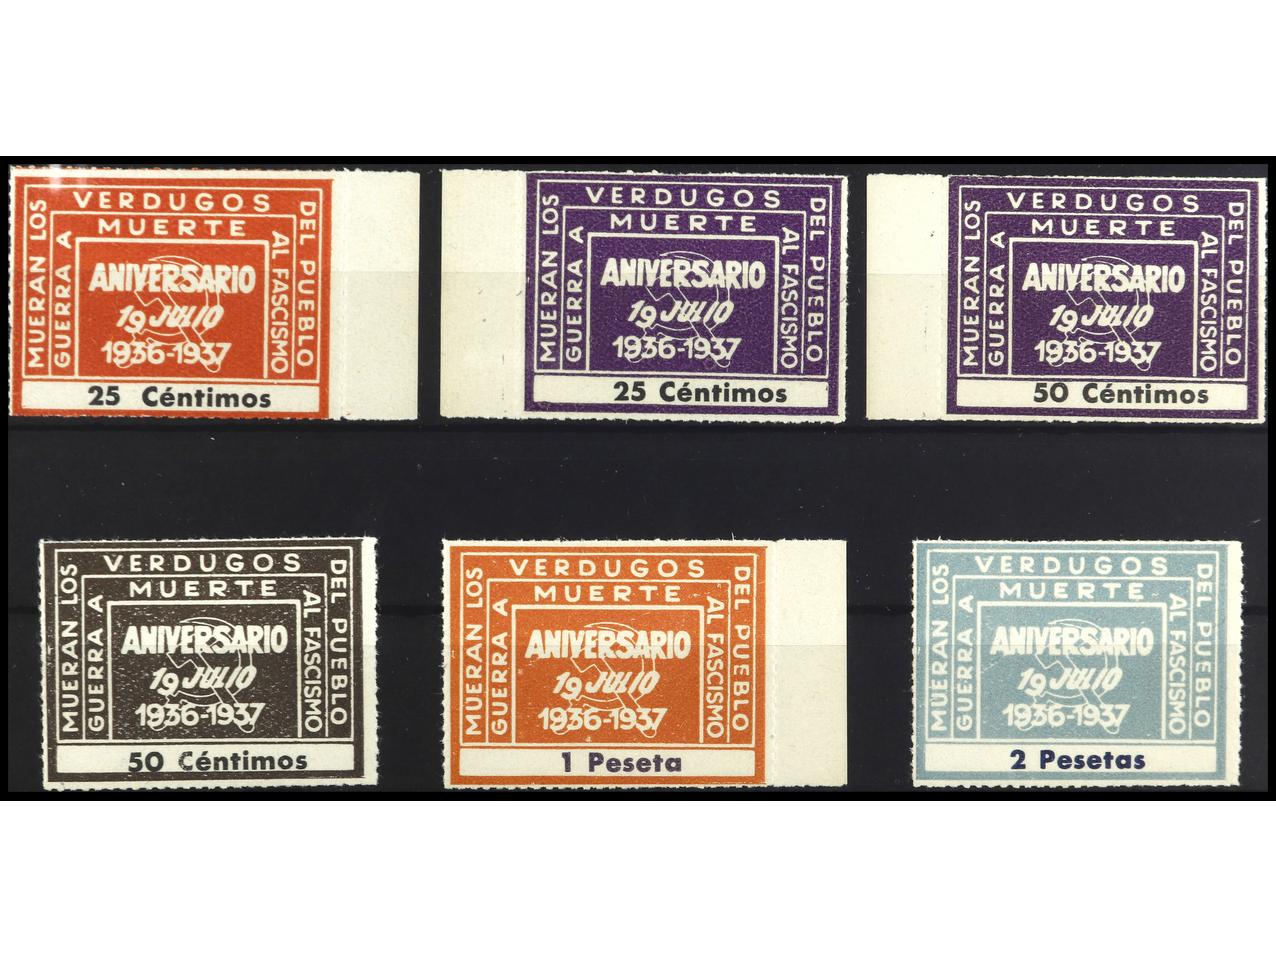 MUERAN LOS VERDUGOS DEL PUEBLO
GUERRA A MUERTE AL FASCISMO
ANIVERSARIO
19 JULIO
1936-1937
25 Céntimos
MUERAN LOS VERDUGOS DEL PUEBLO
GUERRA A MUERTE AL FASCISMO
ANIVERSARIO
19 JULIO
1936-1937
25 Céntimos
MUERAN LOS VERDUGOS DEL PUEBLO
GUERRA A MUERTE AL FASCISMO
ANIVERSARIO
19 JULIO
1936-1937
50 Céntimos
MUERAN LOS VERDUGOS DEL PUEBLO
GUERRA A MUERTE AL FASCISMO
ANIVERSARIO
19 JULIO
1936-1937
50 Céntimos
MUERAN LOS VERDUGOS DEL PUEBLO
GUERRA A MUERTE AL FASCISMO
ANIVERSARIO
19 JULIO
1936-1937
1 Peseta
MUERAN LOS VERDUGOS DEL PUEBLO
GUERRA A MUERTE AL FASCISMO
ANIVERSARIO
19 JULIO
1936-1937
2 Pesetas